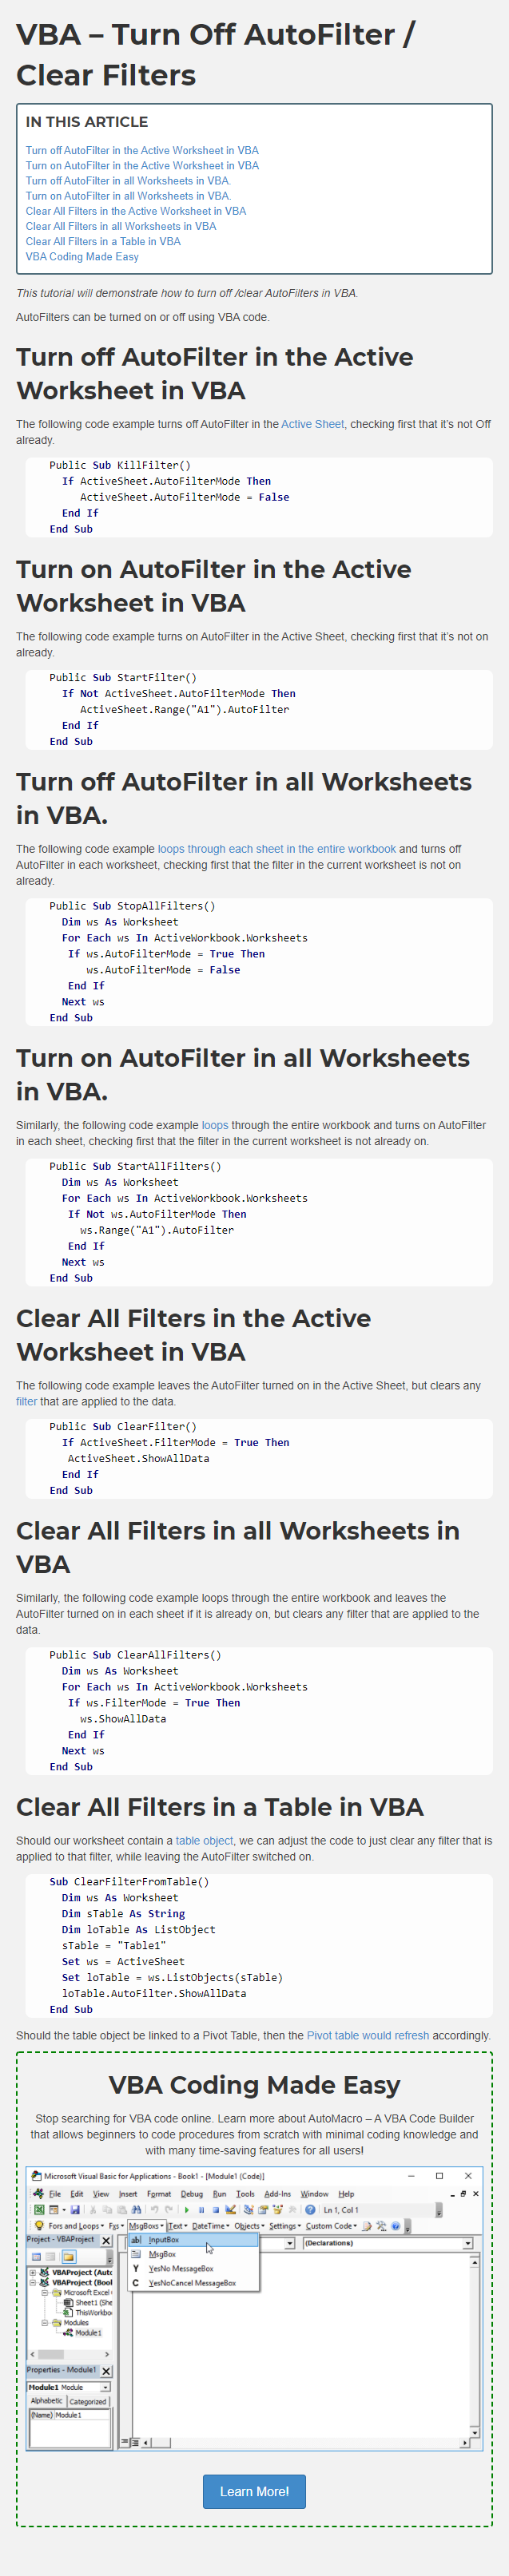 VBA – Turn Off AutoFilter /
Clear Filters
IN THIS ARTICLE
Turn off AutoFilter in the Active Worksheet in VBA
Turn on AutoFilter in the Active Worksheet in VBA
Turn off AutoFilter in all Worksheets in VBA.
Turn on AutoFilter in all Worksheets in VBA.
Clear All Filters in the Active Worksheet in VBA
Clear All Filters in all Worksheets in VBA
Clear All Filters in a Table in VBA
VBA Coding Made Easy
This tutorial will demonstrate how to turn off /clear AutoFilters in VBA.
AutoFilters can be turned on or off using VBA code.
Turn off AutoFilter in the Active
Worksheet in VBA
The following code example turns off AutoFilter in the Active Sheet, checking first that it's not Off
already.
Public Sub KillFilter()
If ActiveSheet.AutoFilterMode Then
ActiveSheet.AutoFilterMode = False
End If
End Sub
Turn on AutoFilter in the Active
Worksheet in VBA
The following code example turns on AutoFilter in the Active Sheet, checking first that it's not on
already.
Public Sub StartFilter()
If Not ActiveSheet.AutoFilterMode Then
ActiveSheet.Range("A1").AutoFilter
End If
End Sub
Turn off AutoFilter in all Worksheets
in VBA.
The following code example loops through each sheet in the entire workbook and turns off
AutoFilter in each worksheet, checking first that the filter in the current worksheet is not on
already.
Public Sub StopAllFilters()
Dim ws As Worksheet
For Each ws In ActiveWorkbook.Worksheets
If ws.AutoFilterMode = True Then
ws.AutoFilterMode = False
End If
Next ws
End Sub
Turn on AutoFilter in all Worksheets
in VBA.
Similarly, the following code example loops through the entire workbook and turns on AutoFilter
in each sheet, checking first that the filter in the current worksheet is not already on.
Public Sub StartAllFilters()
Dim ws As Worksheet
For Each ws In ActiveWorkbook.Worksheets
If Not ws.AutoFilterMode Then
ws.Range("A1").AutoFilter
End If
Next ws
End Sub
Clear All Filters in the Active
Worksheet in VBA
The following code example leaves the AutoFilter turned on in the Active Sheet, but clears any
filter that are applied to the data.
Public Sub ClearFilter()
If ActiveSheet.FilterMode = True Then
ActiveSheet.ShowAllData
End If
End Sub
Clear All Filters in all Worksheets in
VBA
Similarly, the following code example loops through the entire workbook and leaves the
AutoFilter turned on in each sheet if it is already on, but clears any filter that are applied to the
data.
Public Sub ClearAllFilters()
Dim ws As Worksheet
For Each ws In ActiveWorkbook.Worksheets
If ws.FilterMode = True Then
ws.ShowAllData
End If
Next ws
End Sub
Clear All Filters in a Table in VBA
Should our worksheet contain a table object, we can adjust the code to just clear any filter that is
applied to that filter, while leaving the AutoFilter switched on.
Sub ClearFilterFromTable()
Dim ws As Worksheet
Dim sTable As String
Dim loTable As ListObject
sTable = "Table1"
Set ws = ActiveSheet
Set loTable = ws.ListObjects(sTable)
loTable.AutoFilter.ShowAllData
End Sub
Should the table object be linked to a Pivot Table, then the Pivot table would refresh accordingly.
VBA Coding Made Easy
Stop searching for VBA code online. Learn more about AutoMacro – A VBA Code Builder
that allows beginners to code procedures from scratch with minimal coding knowledge and
with many time-saving features for all users!
Microsoft Visual Basic for Applications - Book1 - [Module1 (Code)]
File Edit View Insert Format Debug Run Tools Add-Ins Window Help
Ln 1, Col 1
Fors and Loops Fxs MsgBoxs Text DateTime Objects Settings Custom Code
Project - VBAProject
InputBox
(Declarations)
MsgBox
Y YesNo MessageBox
C YesNoCancel MessageBox
VBAProject (Auto
VBAProject (Bool
Microsoft Excel
Sheet1 (She
ThisWorkbo
Modules
Module1
Properties - Module1
Module1 Module
Alphabetic Categorized
(Name) Module1
Learn More!